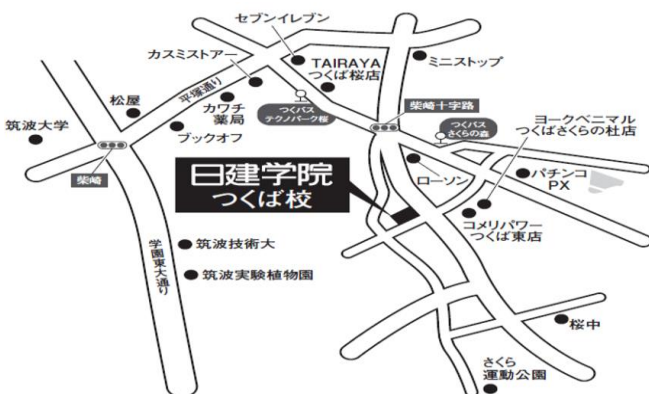 セブンイレブン
カスミストアー
TAIRAYA
つくば桜店
ミニストップ
平塚通り
松屋
カワチ
薬局
つくバス
テクノパーク桜
柴崎十字路
つくバス
さくらの森
ヨークベニマル
つくばさくらの杜店
筑波大学
ブックオフ
柴崎
日建学院
つくば校
ローソン
パチンコ
PX
コメリパワー
つくば東店
学園東大通り
筑波技術大
筑波実験植物園
桜中
さくら
運動公園